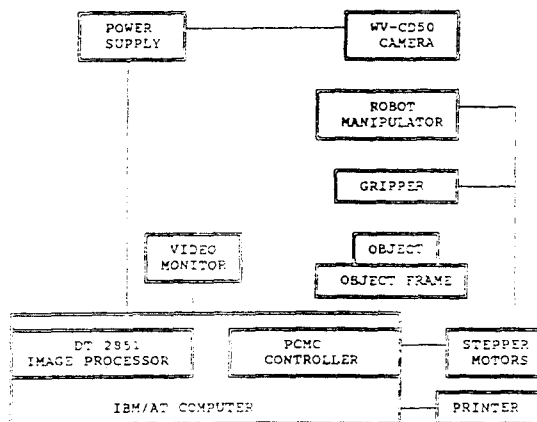 POWER
SUPPLY
WV-CD50
CAMERA
ROBOT
MANIPULATOR
GRIPPER
VIDEO
MONITOR
OBJECT
OBJECT FRAME
DT 2851
IMAGE PROCESSOR
PCMC
CONTROLLER
STEPPER
MOTORS
IBM/AT COMPUTER
PRINTER